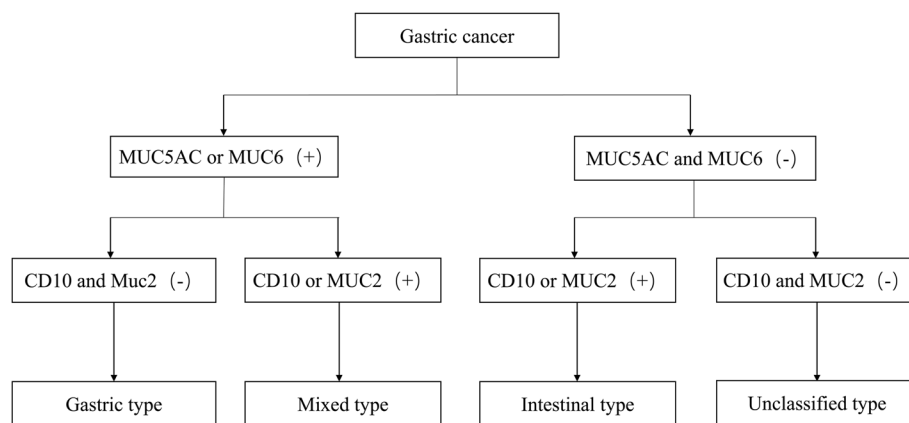 Gastric cancer
MUC5AC or MUC6（+）
MUC5AC and MUC6（-）
CD10 and Muc2（-）
CD10 or MUC2（+）
CD10 or MUC2（+）
CD10 and MUC2（-）
Gastric type
Mixed type
Intestinal type
Unclassified type